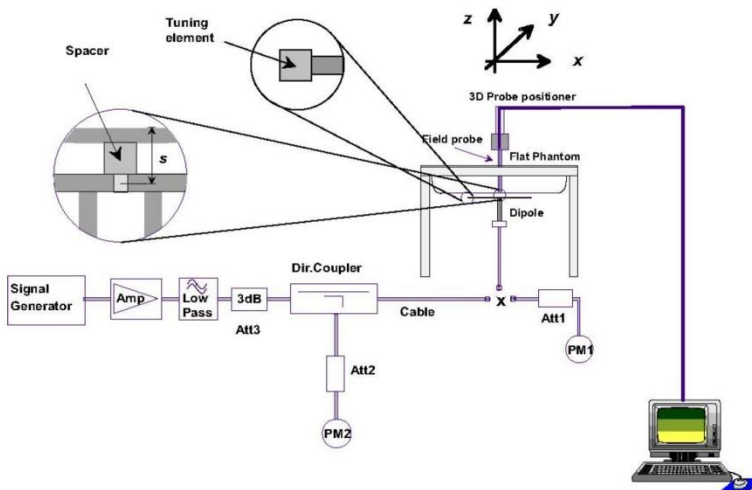 Tuning
element
Spacer
s
z
y
x
3D Probe positioner
Field probe
Flat Phantom
Dipole
Signal
Generator
Amp
Low
Pass
3dB
Att3
Dir.Coupler
Cable
x
Att1
PM1
Att2
PM2